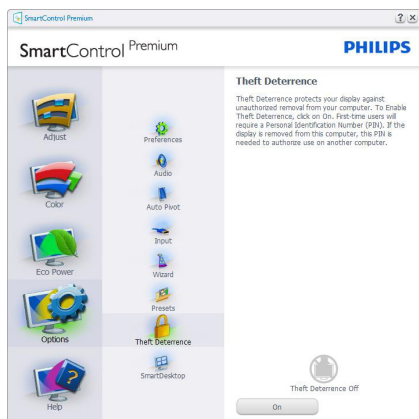 SmartControl Premium
SmartControl Premium
PHILIPS
Adjust
Color
Eco Power
Options
Help
Preferences
Audio
Auto Pivot
Input
Wizard
Presets
Theft Deterrence
SmartDesktop
Theft Deterrence
Theft Deterrence protects your display against
unauthorized removal from your computer. To Enable
Theft Deterrence, click on On. First-time users will
require a Personal Identification Number (PIN). If the
display is removed from this computer, this PIN is
needed to authorize use on another computer.
Theft Deterrence Off
On